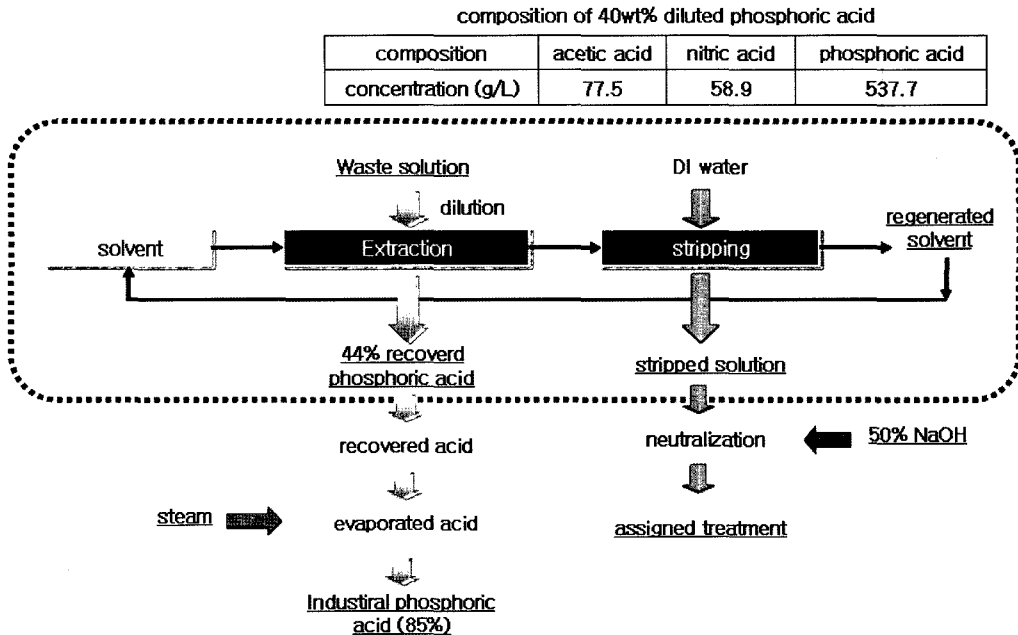 composition of 40wt% diluted phosphoric acid
composition acetic acid nitric acid phosphoric acid
concentration (g/L) 77.5 58.9 537.7
Waste solution
DI water
dilution
regenerated
solvent
solvent
Extraction
stripping
44% recoverd
phosphoric acid
stripped solution
recovered acid
neutralization
50% NaOH
steam
evaporated acid
assigned treatment
Industiral phosphoric
acid (85%)